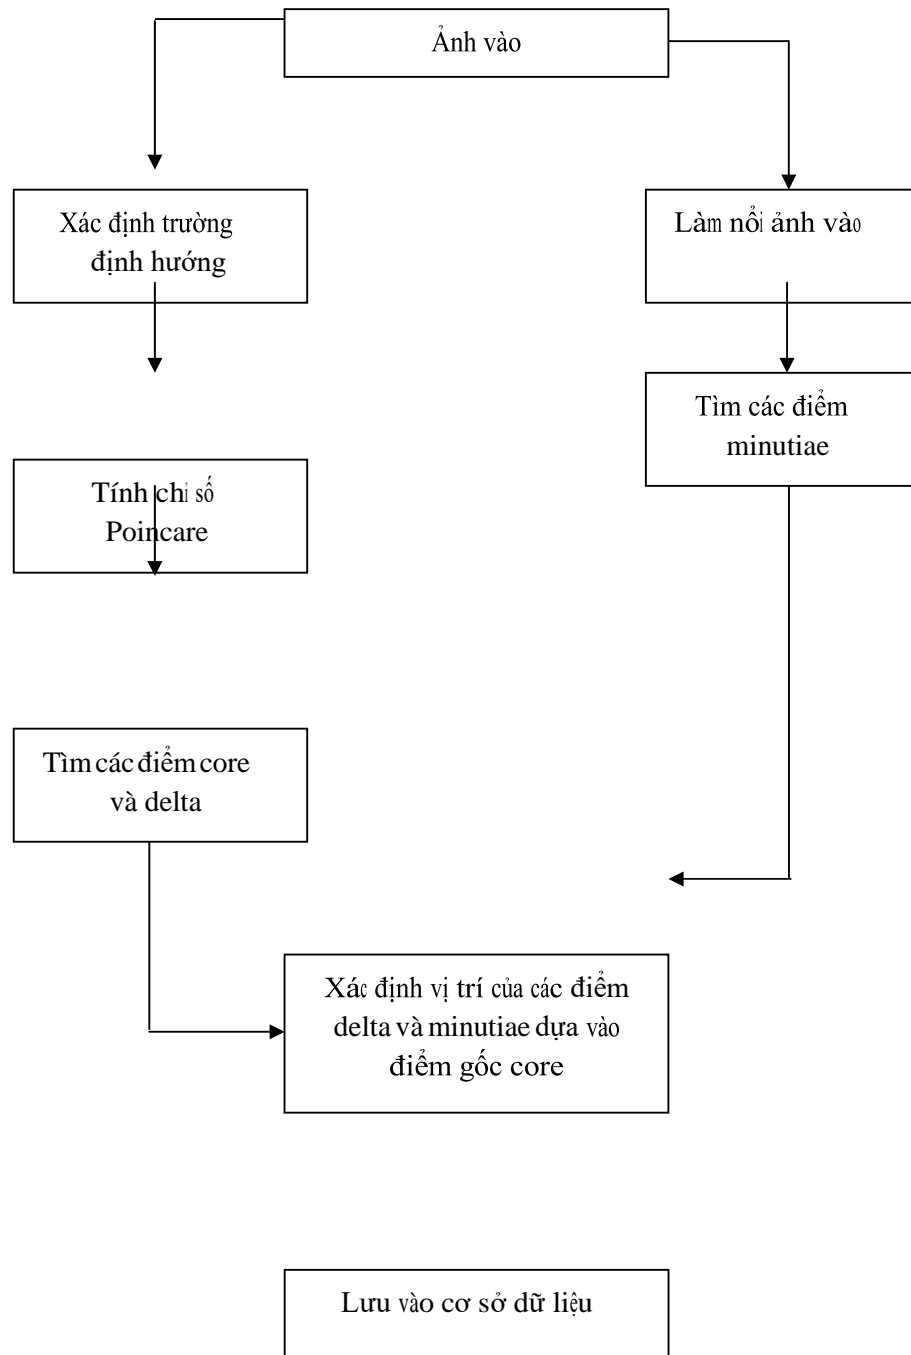 Ảnh vào
Xác định trường
định hướng
Làm nổi ảnh vào
Tìm các điểm
minutiae
Tính chỉ số
Poincare
Tìm các điểm core
và delta
Xác định vị trí của các điểm
delta và minutiae dựa vào
điểm gốc core
Lưu vào cơ sở dữ liệu